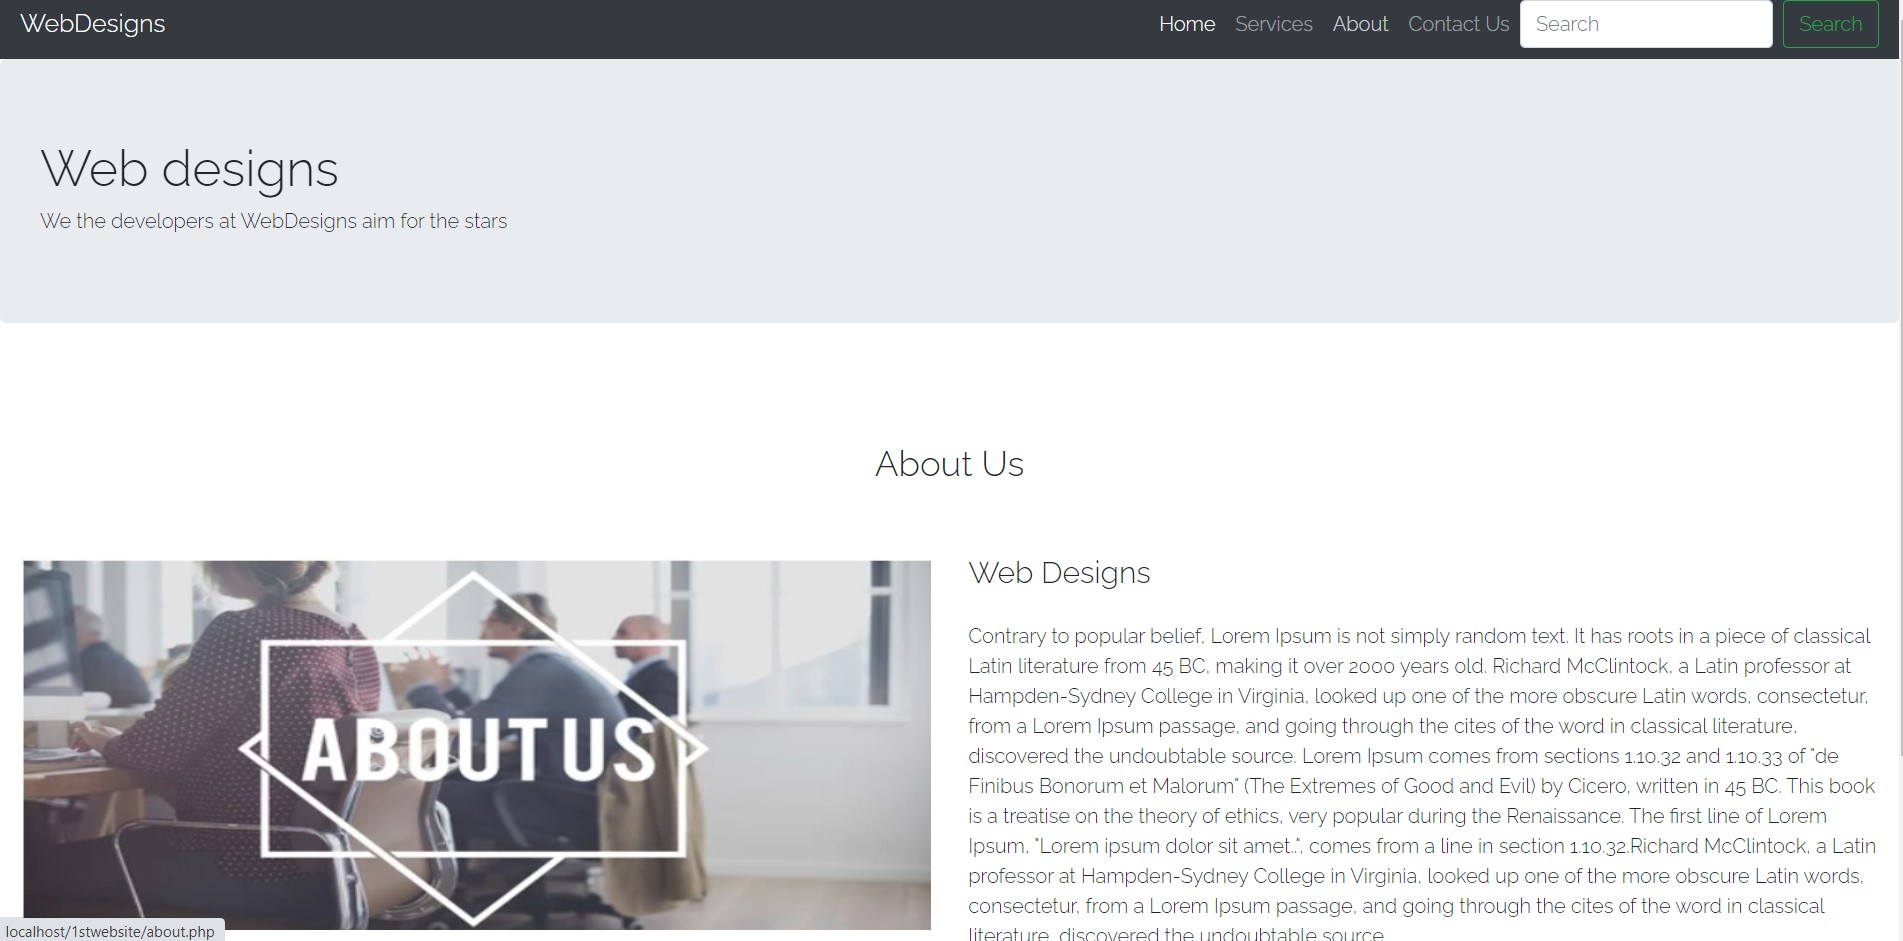 WebDesigns
Home Services About Contact Us Search Search
Web designs
We the developers at WebDesigns aim for the stars
About Us
ABOUT US
Web Designs
Contrary to popular belief, Lorem Ipsum is not simply random text. It has roots in a piece of classical
Latin literature from 45 BC, making it over 2000 years old. Richard McClintock, a Latin professor at
Hampden-Sydney College in Virginia, looked up one of the more obscure Latin words, consectetur,
from a Lorem Ipsum passage, and going through the cites of the word in classical literature,
discovered the undoubtable source. Lorem Ipsum comes from sections 1.10.32 and 1.10.33 of "de
Finibus Bonorum et Malorum" (The Extremes of Good and Evil) by Cicero, written in 45 BC. This book
is a treatise on the theory of ethics, very popular during the Renaissance. The first line of Lorem
Ipsum, "Lorem ipsum dolor sit amet..", comes from a line in section 1.10.32.Richard McClintock, a Latin
professor at Hampden-Sydney College in Virginia, looked up one of the more obscure Latin words,
consectetur, from a Lorem Ipsum passage, and going through the cites of the word in classical
literature, discovered the undoubtable source
localhost/1stwebsite/about.php